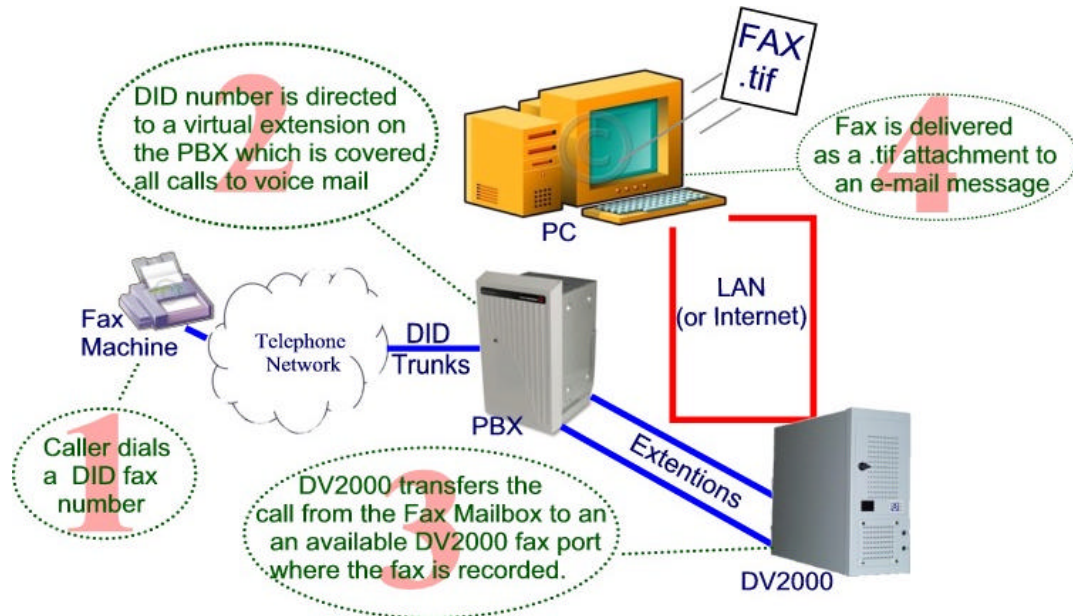 FAX
.tif
2
DID number is directed
to a virtual extension on
the PBX which is covered
all calls to voice mail
4
Fax is delivered
as a .tif attachment to
an e-mail message
PC
LAN
(or Internet)
Fax
Machine
Telephone
Network
DID
Trunks
PBX
1
Caller dials
a DID fax
number
Extentions
3
DV2000 transfers the
call from the Fax Mailbox to an
an available DV2000 fax port
where the fax is recorded.
DV2000